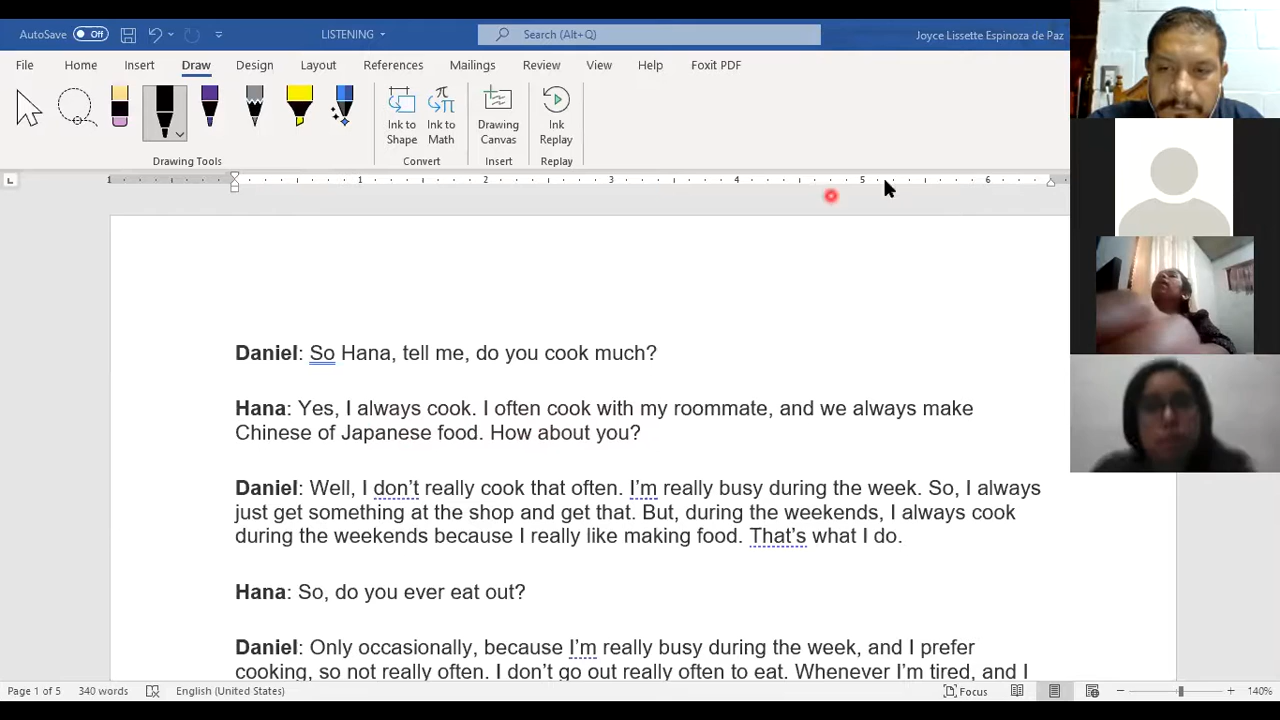 AutoSave Off LISTENING Search (Alt+Q) Joyce Lissette Espinoza de Paz
File Home Insert Draw Design Layout References Mailings Review View Help Foxit PDF
Ink to Shape Ink to Math Drawing Canvas Ink Replay
Drawing Tools Convert Insert Replay
1 1 2 3 4 5 6
Daniel: So Hana, tell me, do you cook much?
Hana: Yes, I always cook. I often cook with my roommate, and we always make
Chinese of Japanese food. How about you?
Daniel: Well, I don't really cook that often. I'm really busy during the week. So, I always
just get something at the shop and get that. But, during the weekends, I always cook
during the weekends because I really like making food. That's what I do.
Hana: So, do you ever eat out?
Daniel: Only occasionally, because I'm really busy during the week, and I prefer
cooking, so not really often. I don't go out really often to eat. Whenever I'm tired, and I
Page 1 of 5 340 words English (United States) Focus 140%